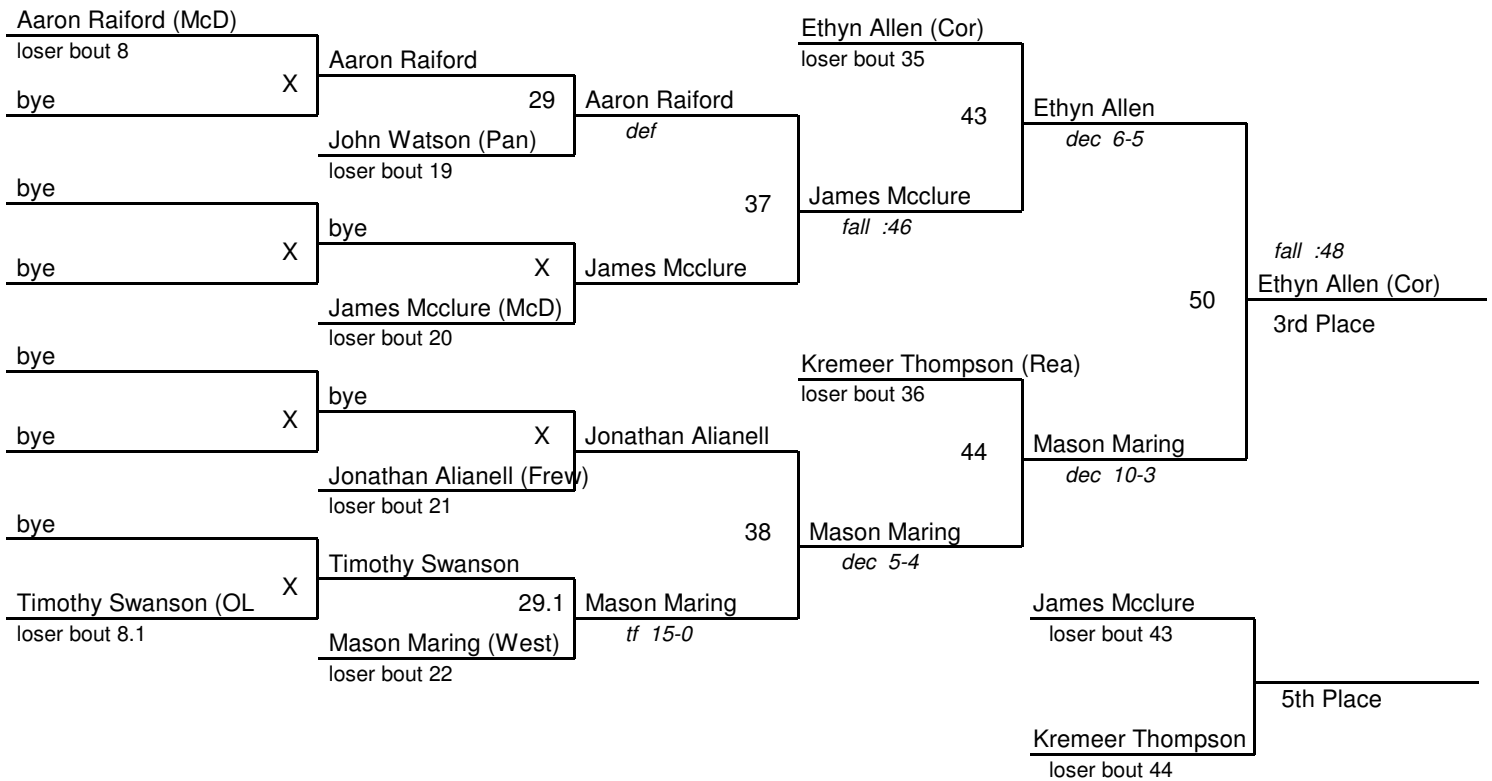 Aaron Raiford (McD)
loser bout 8
X
bye
Aaron Raiford
29
John Watson (Pan)
loser bout 19
Aaron Raiford
def
bye
X
bye
bye
X
James Mcclure (McD)
loser bout 20
James Mcclure
37
James Mcclure
fall :46
Ethyn Allen (Cor)
loser bout 35
43
Ethyn Allen
dec 6-5
bye
X
bye
bye
X
Jonathan Alianell (Frew)
loser bout 21
Jonathan Alianell
bye
X
Timothy Swanson (OL
loser bout 8.1
Timothy Swanson
29.1
Mason Maring (West)
loser bout 22
Mason Maring
tf 15-0
38
Mason Maring
dec 5-4
Kremeer Thompson (Rea)
loser bout 36
44
Mason Maring
dec 10-3
50
fall :48
Ethyn Allen (Cor)
3rd Place
James Mcclure
loser bout 43
Kremeer Thompson
loser bout 44
5th Place